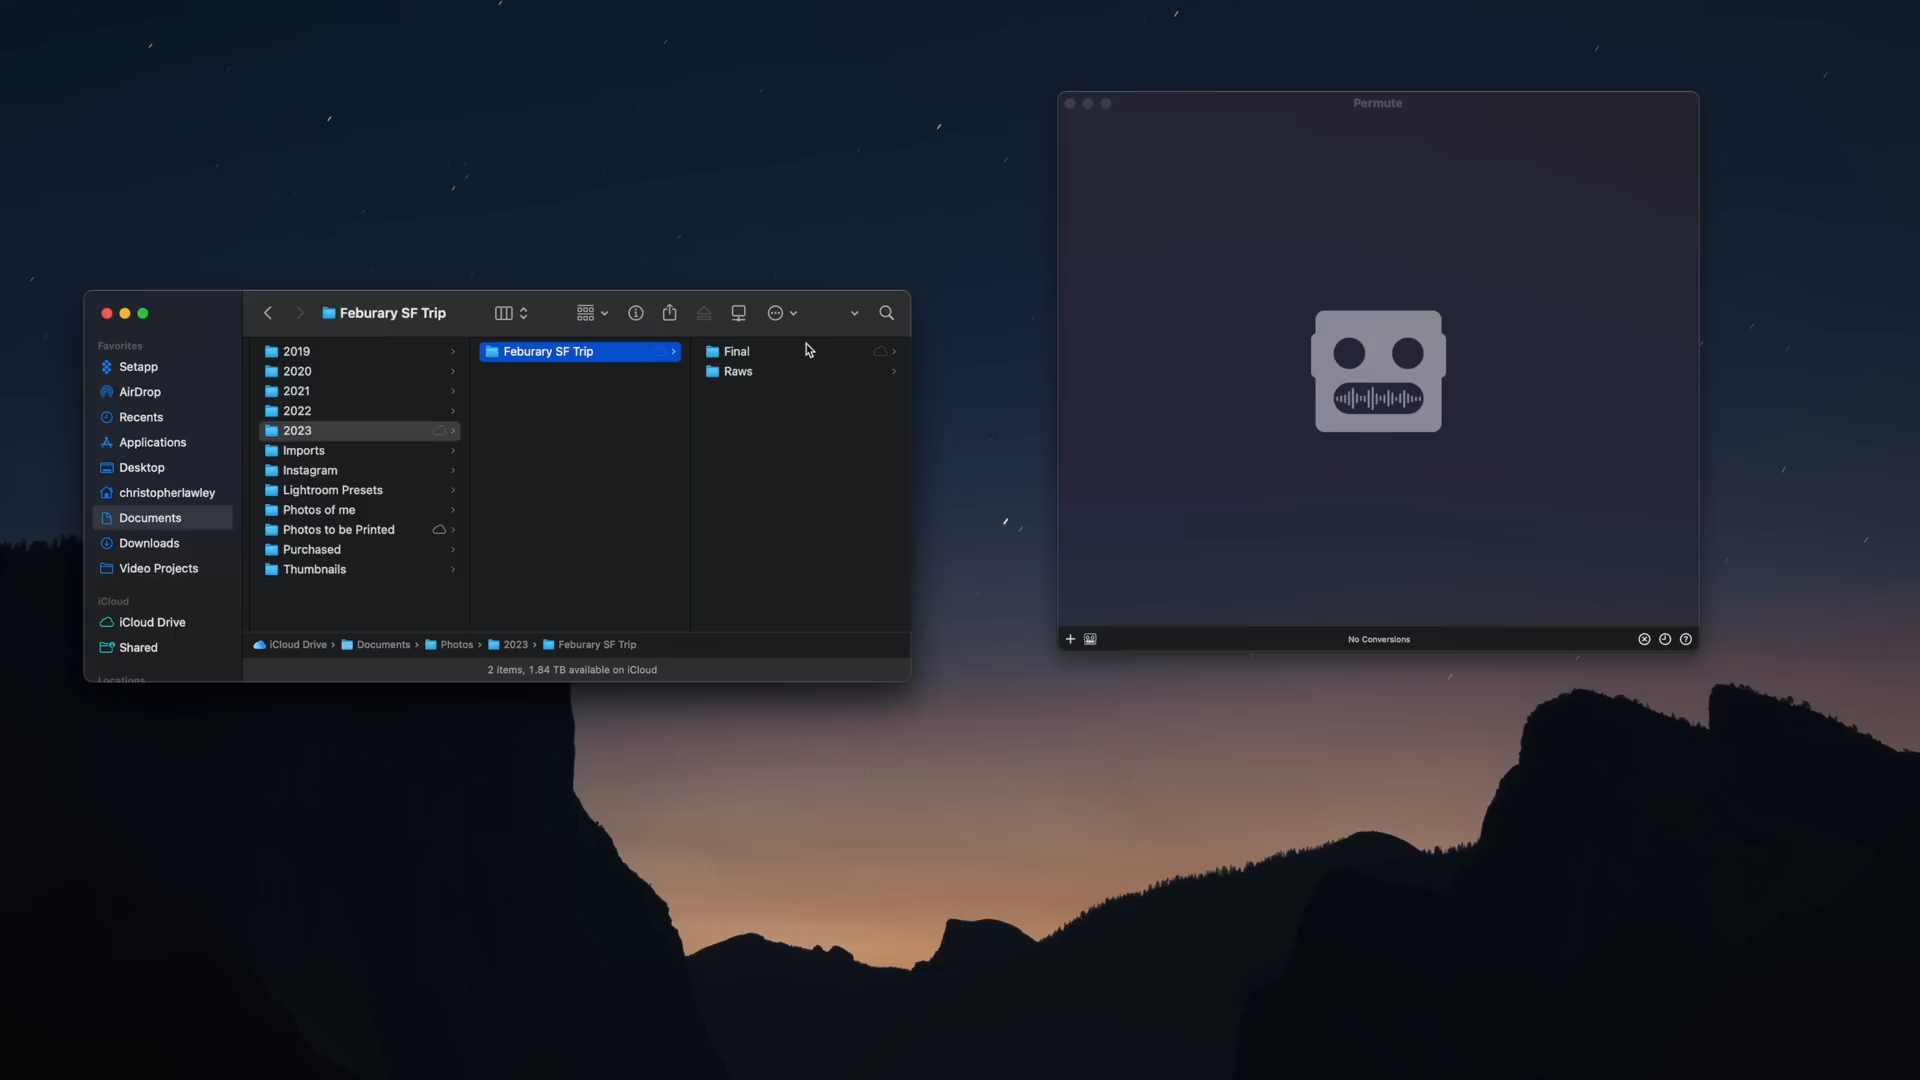 Permute
Feburary SF Trip
Favorites
Setapp
AirDrop
Recents
Applications
Desktop
christopherlawley
Documents
Downloads
Video Projects
iCloud
iCloud Drive
Shared
Locations
2019
2020
2021
2022
2023
Imports
Instagram
Lightroom Presets
Photos of me
Photos to be Printed
Purchased
Thumbnails
Feburary SF Trip
Final
Raws
iCloud Drive › Documents › Photos › 2023 › Feburary SF Trip
2 items, 1.84 TB available on iCloud
No Conversions